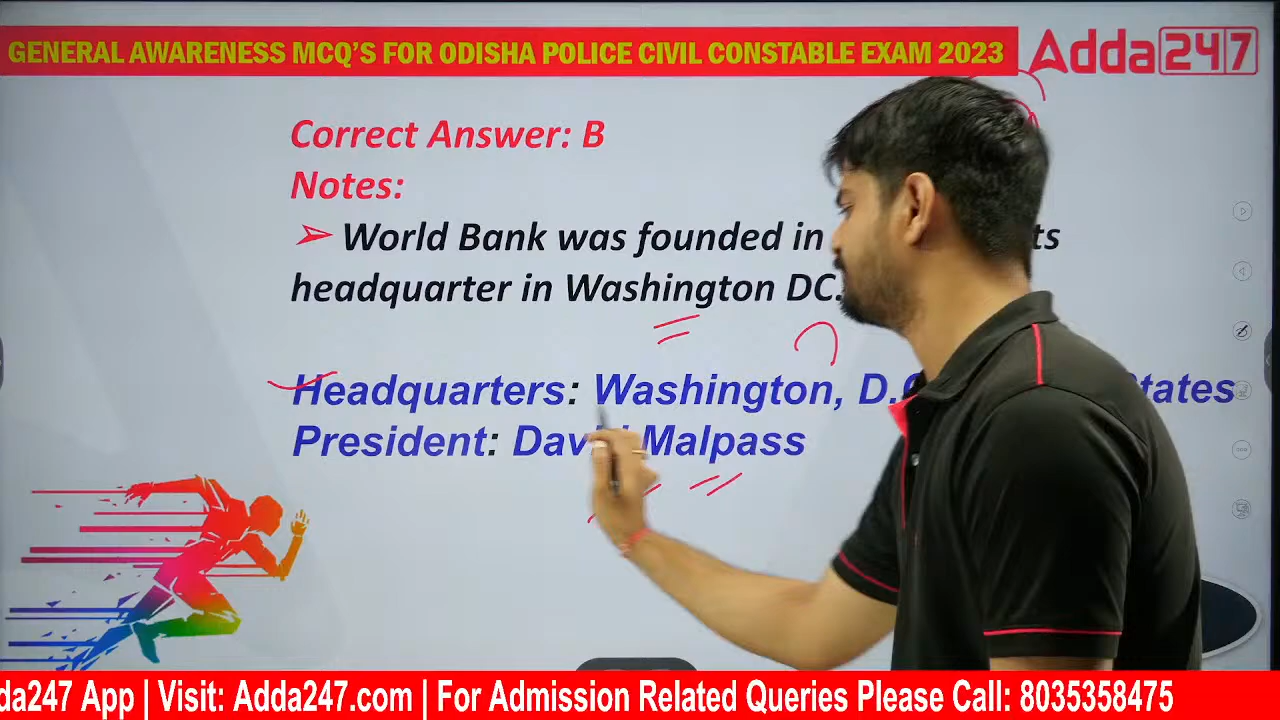 GENERAL AWARENESS MCQ'S FOR ODISHA POLICE CIVIL CONSTABLE EXAM 2023
Adda247
Correct Answer: B
Notes:
➢ World Bank was founded in
headquarter in Washington DC.
Headquarters: Washington, D.C States
President: David Malpass
App | Visit: Adda247.com | For Admission Related Queries Please Call: 8035358475